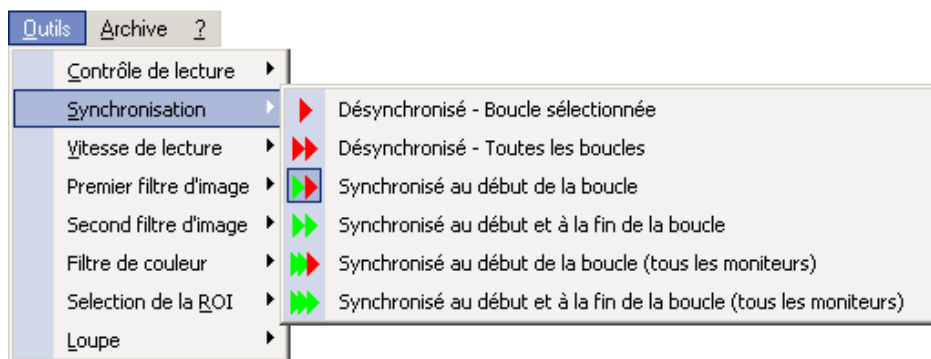 Outils Archive ?
Contrôle de lecture
Synchronisation
Vitesse de lecture
Premier filtre d'image
Second filtre d'image
Filtre de couleur
Selection de la ROI
Loupe
Désynchronisé - Boucle sélectionnée
Désynchronisé - Toutes les boucles
Synchronisé au début de la boucle
Synchronisé au début et à la fin de la boucle
Synchronisé au début de la boucle (tous les moniteurs)
Synchronisé au début et à la fin de la boucle (tous les moniteurs)